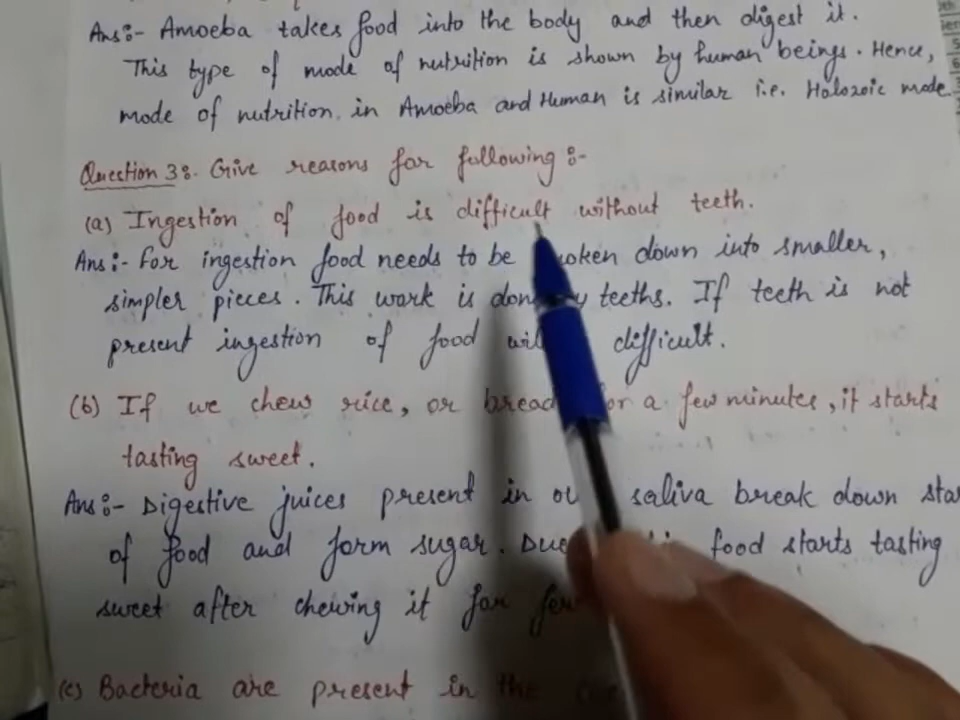 Ans:- Amoeba takes food into the body and then digest it.
This type of mode of nutrition is shown by human beings. Hence,
mode of nutrition in Amoeba and Human is similar i.e. Holozoic mode
Question 3:- Give reasons for following :-
(a) Ingestion of food is difficult without teeth.
Ans:- For ingestion food needs to be down into smaller,
simpler pieces. This work is teeths. If teeth is not
present ingestion of food difficult.
(b) If we chew rice, or bread for a few minutes, it starts
tasting sweet.
Ans:- Digestive juices present in saliva break down
of food and form sugar. food starts tasting
sweet after chewing it for
(c) Bacteria are present in the